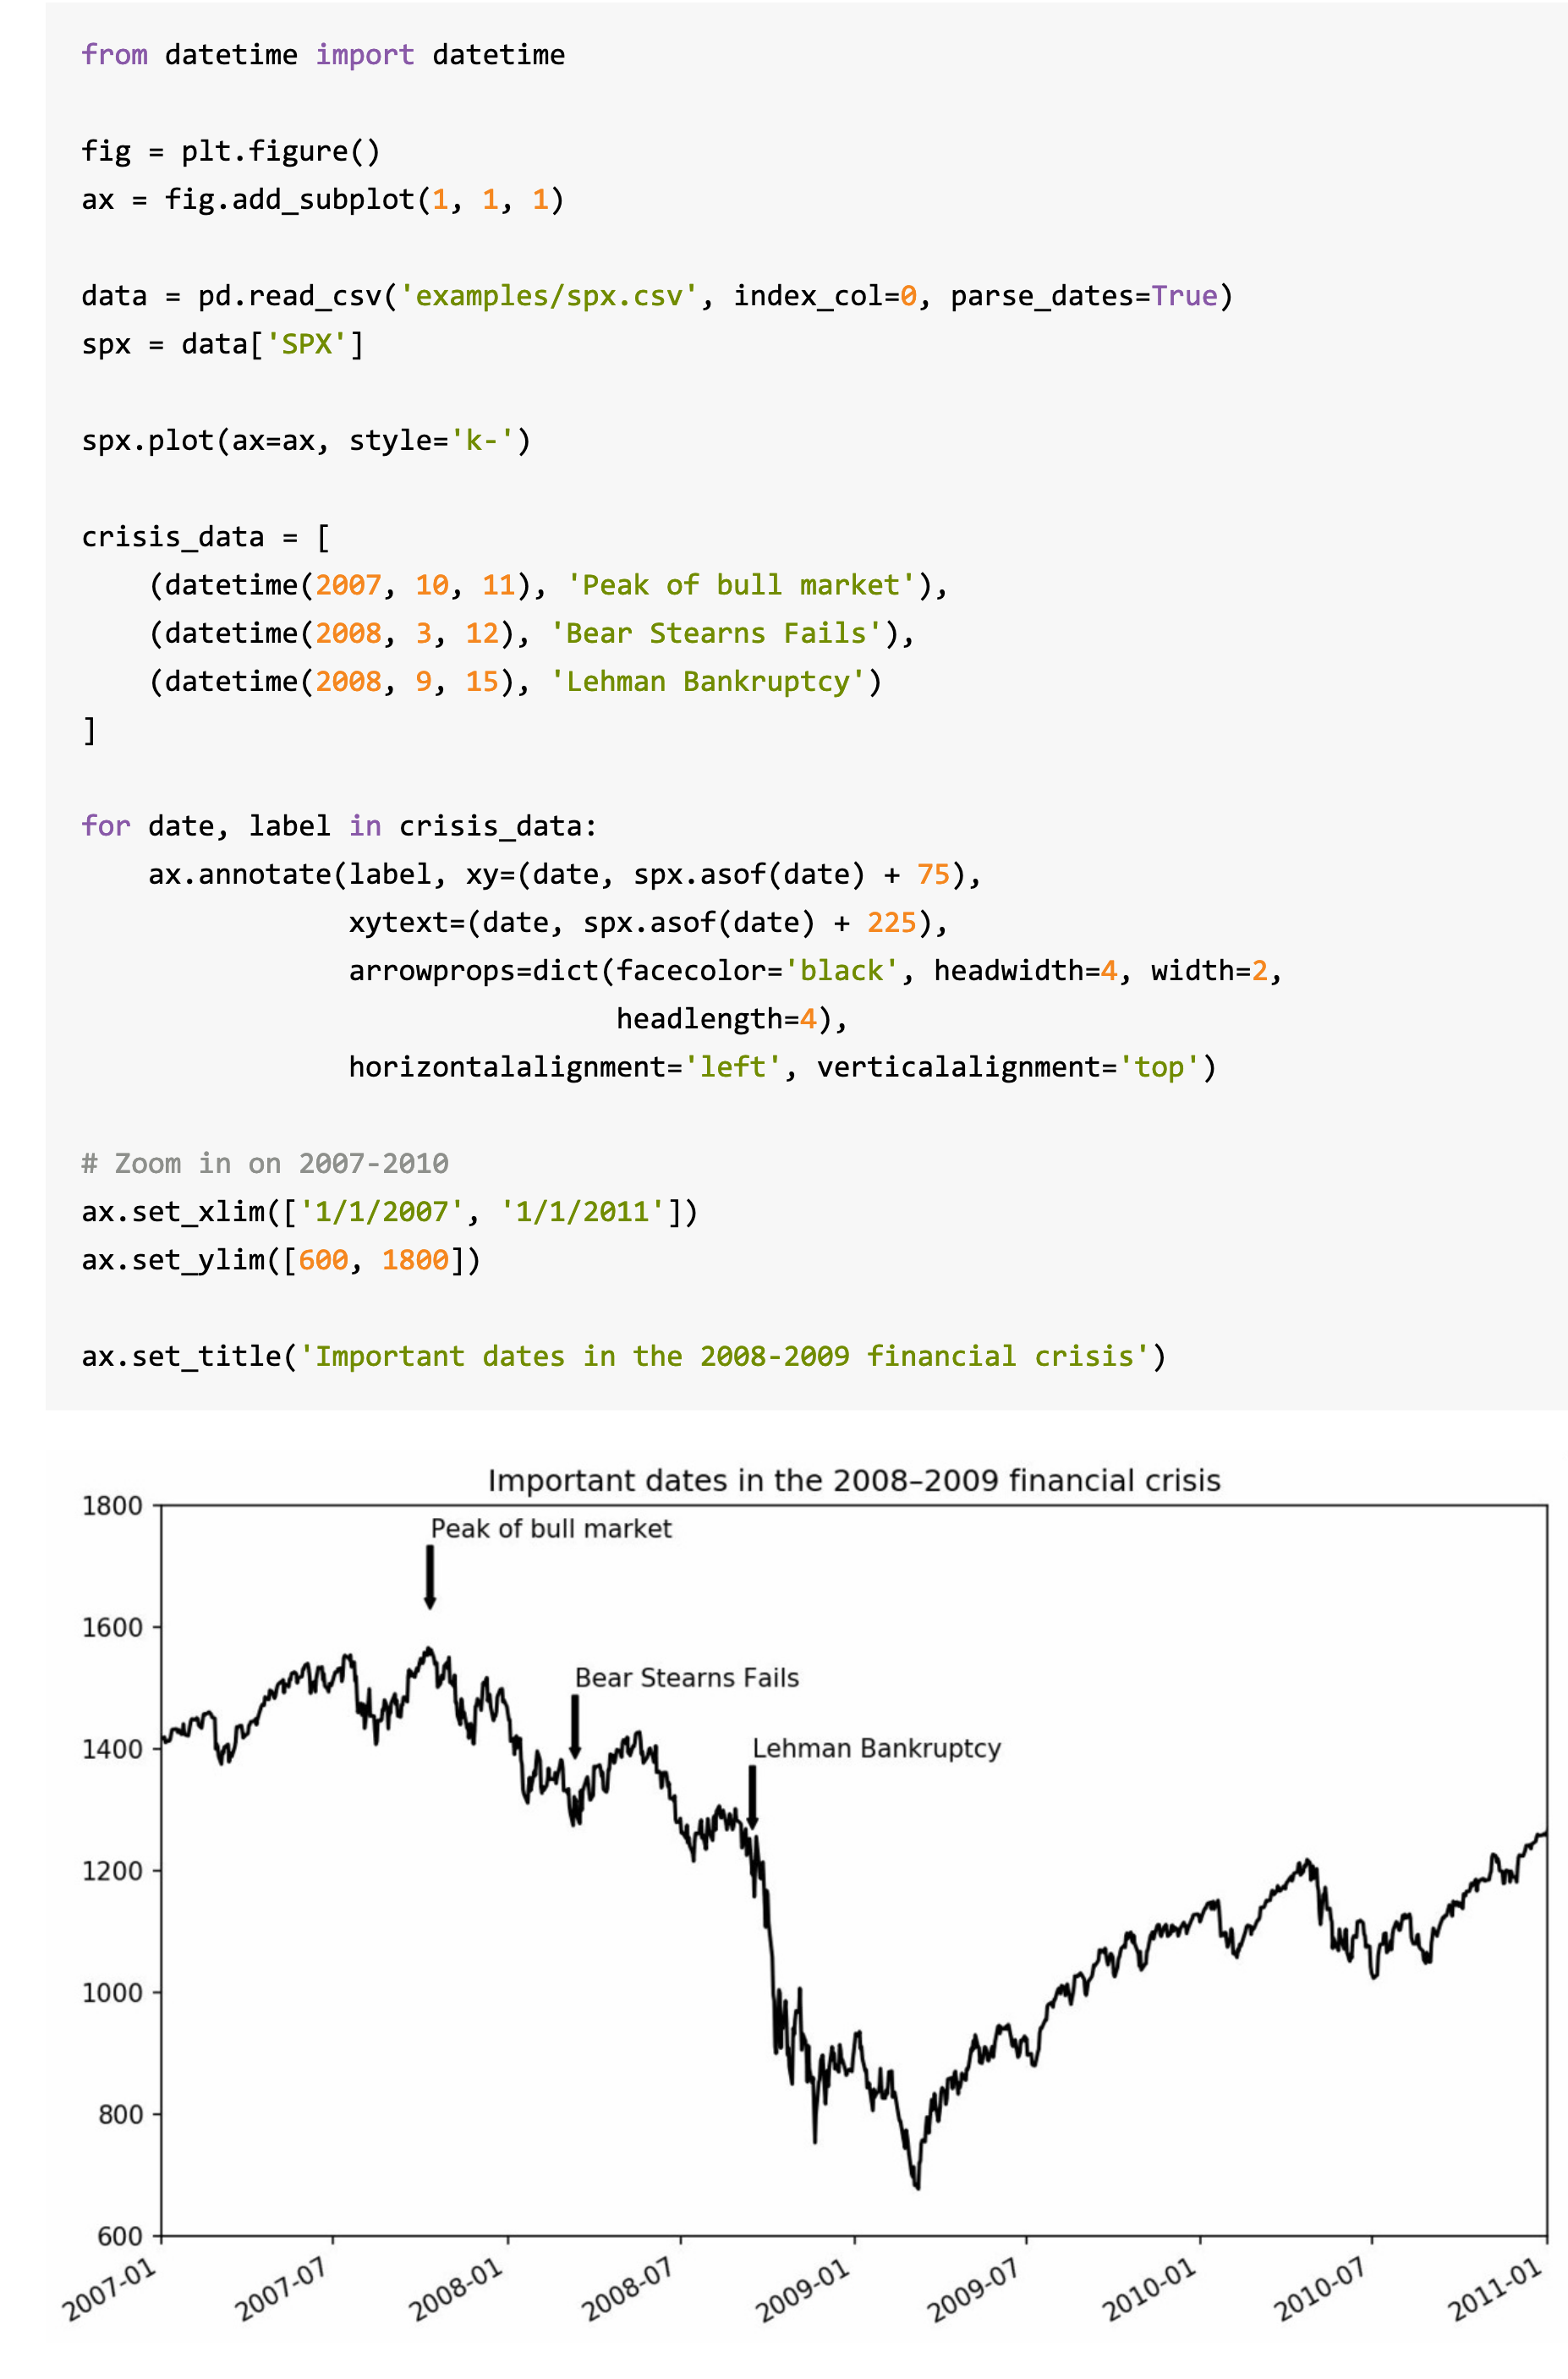 from datetime import datetime
fig = plt.figure()
ax = fig.add_subplot(1, 1, 1)
data = pd.read_csv('examples/spx.csv', index_col=0, parse_dates=True)
spx = data['SPX']
spx.plot(ax=ax, style='k-')
crisis_data = [
    (datetime(2007, 10, 11), 'Peak of bull market'),
    (datetime(2008, 3, 12), 'Bear Stearns Fails'),
    (datetime(2008, 9, 15), 'Lehman Bankruptcy')
]
for date, label in crisis_data:
    ax.annotate(label, xy=(date, spx.asof(date) + 75),
                xytext=(date, spx.asof(date) + 225),
                arrowprops=dict(facecolor='black', headwidth=4, width=2,
                                headlength=4),
                horizontalalignment='left', verticalalignment='top')
# Zoom in on 2007-2010
ax.set_xlim(['1/1/2007', '1/1/2011'])
ax.set_ylim([600, 1800])
ax.set_title('Important dates in the 2008-2009 financial crisis')
Important dates in the 2008–2009 financial crisis
1800
Peak of bull market
1600
Bear Stearns Fails
1400
Lehman Bankruptcy
1200
1000
800
600
2007-01
2007-07
2008-01
2008-07
2009-01
2009-07
2010-01
2010-07
2011-01